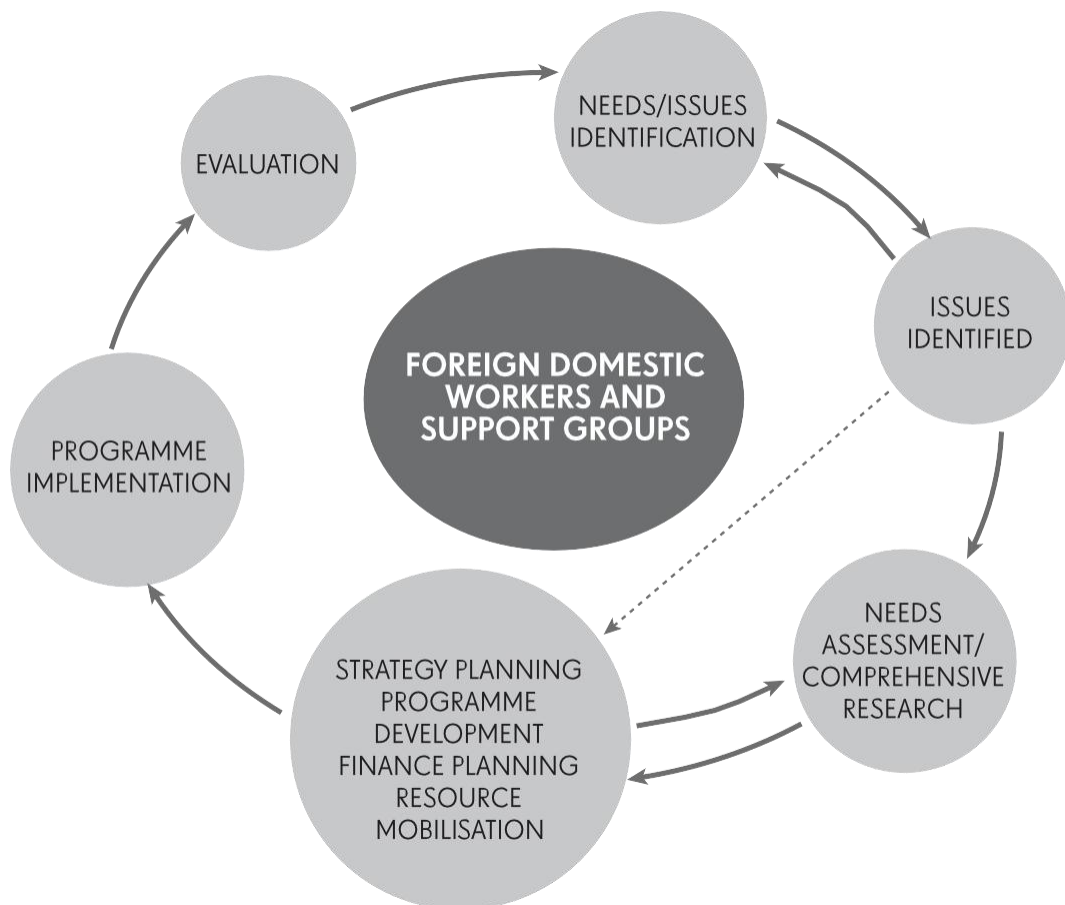 NEEDS/ISSUES
IDENTIFICATION
EVALUATION
ISSUES
IDENTIFIED
FOREIGN DOMESTIC
WORKERS AND
SUPPORT GROUPS
PROGRAMME
IMPLEMENTATION
NEEDS
ASSESSMENT/
COMPREHENSIVE
RESEARCH
STRATEGY PLANNING
PROGRAMME
DEVELOPMENT
FINANCE PLANNING
RESOURCE
MOBILISATION